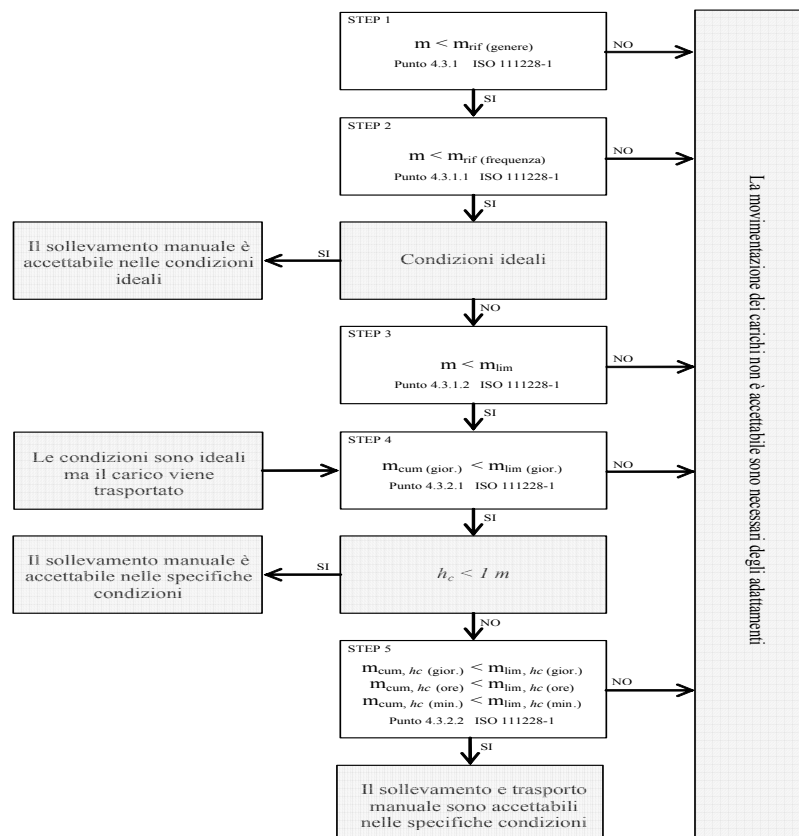 STEP 1
m < mrif (genere)
Punto 4.3.1 ISO 111228-1
NO
SI
STEP 2
m < mrif (frequenza)
Punto 4.3.1.1 ISO 111228-1
NO
SI
Il sollevamento manuale è
accettabile nelle condizioni
ideali
SI
Condizioni ideali
NO
STEP 3
m < mlim
Punto 4.3.1.2 ISO 111228-1
NO
SI
Le condizioni sono ideali
ma il carico viene
trasportato
STEP 4
mcum (gior.) < mlim (gior.)
Punto 4.3.2.1 ISO 111228-1
NO
SI
Il sollevamento manuale è
accettabile nelle specifiche
condizioni
SI
hc < 1 m
NO
STEP 5
mcum, hc (gior.) < mlim, hc (gior.)
mcum, hc (ore) < mlim, hc (ore)
mcum, hc (min.) < mlim, hc (min.)
Punto 4.3.2.2 ISO 111228-1
NO
SI
Il sollevamento e trasporto
manuale sono accettabili
nelle specifiche condizioni
La movimentazione dei carichi non è accettabile sono necessari degli adattamenti